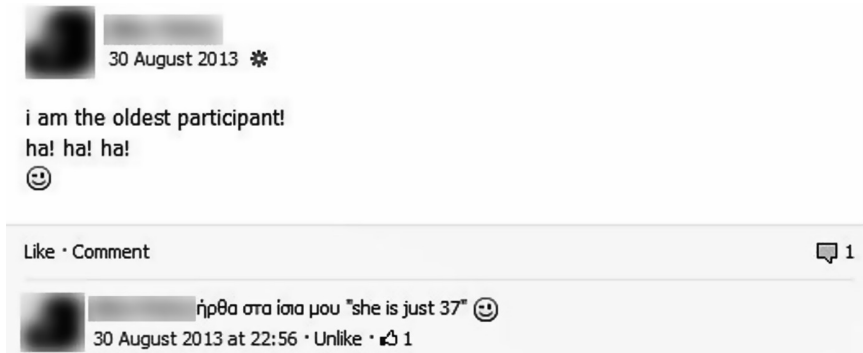 30 August 2013
i am the oldest participant!
ha! ha! ha!
Like · Comment 1
ήρθα στα ίσια μου "she is just 37"
30 August 2013 at 22:56 · Unlike · 1